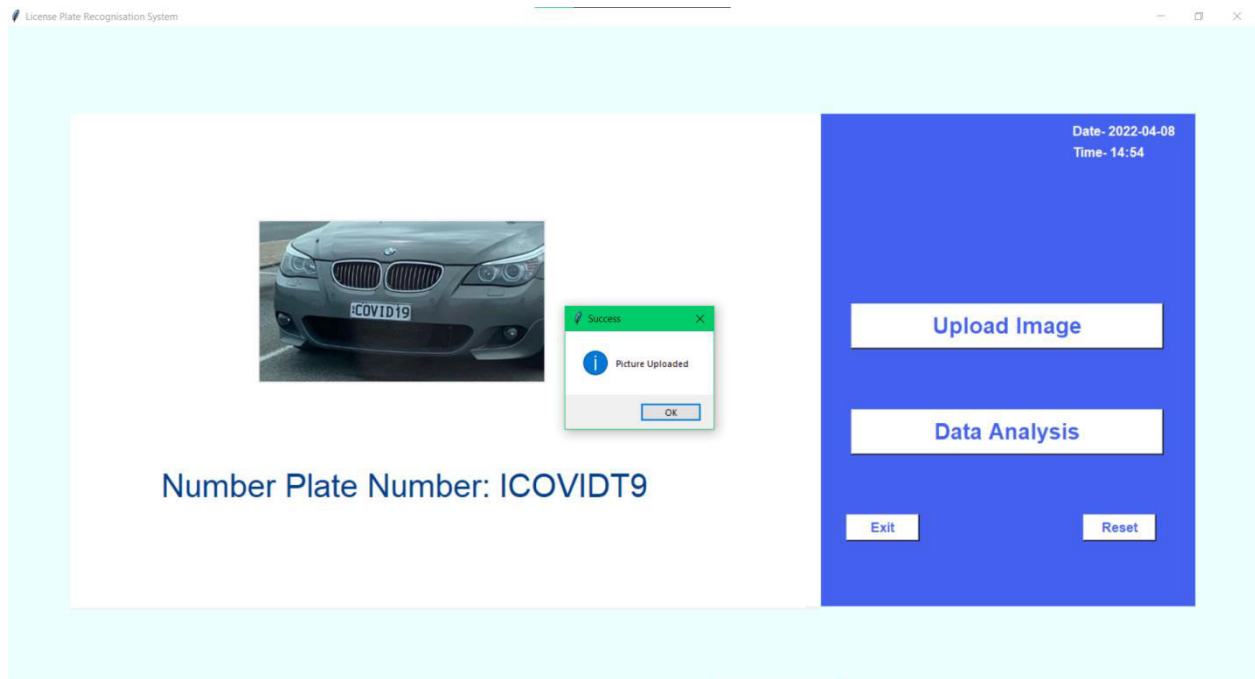 License Plate Recognisation System
Date- 2022-04-08
Time- 14:54
COVID19
Success
Picture Uploaded
OK
Upload Image
Data Analysis
Number Plate Number: ICOVIDT9
Exit
Reset